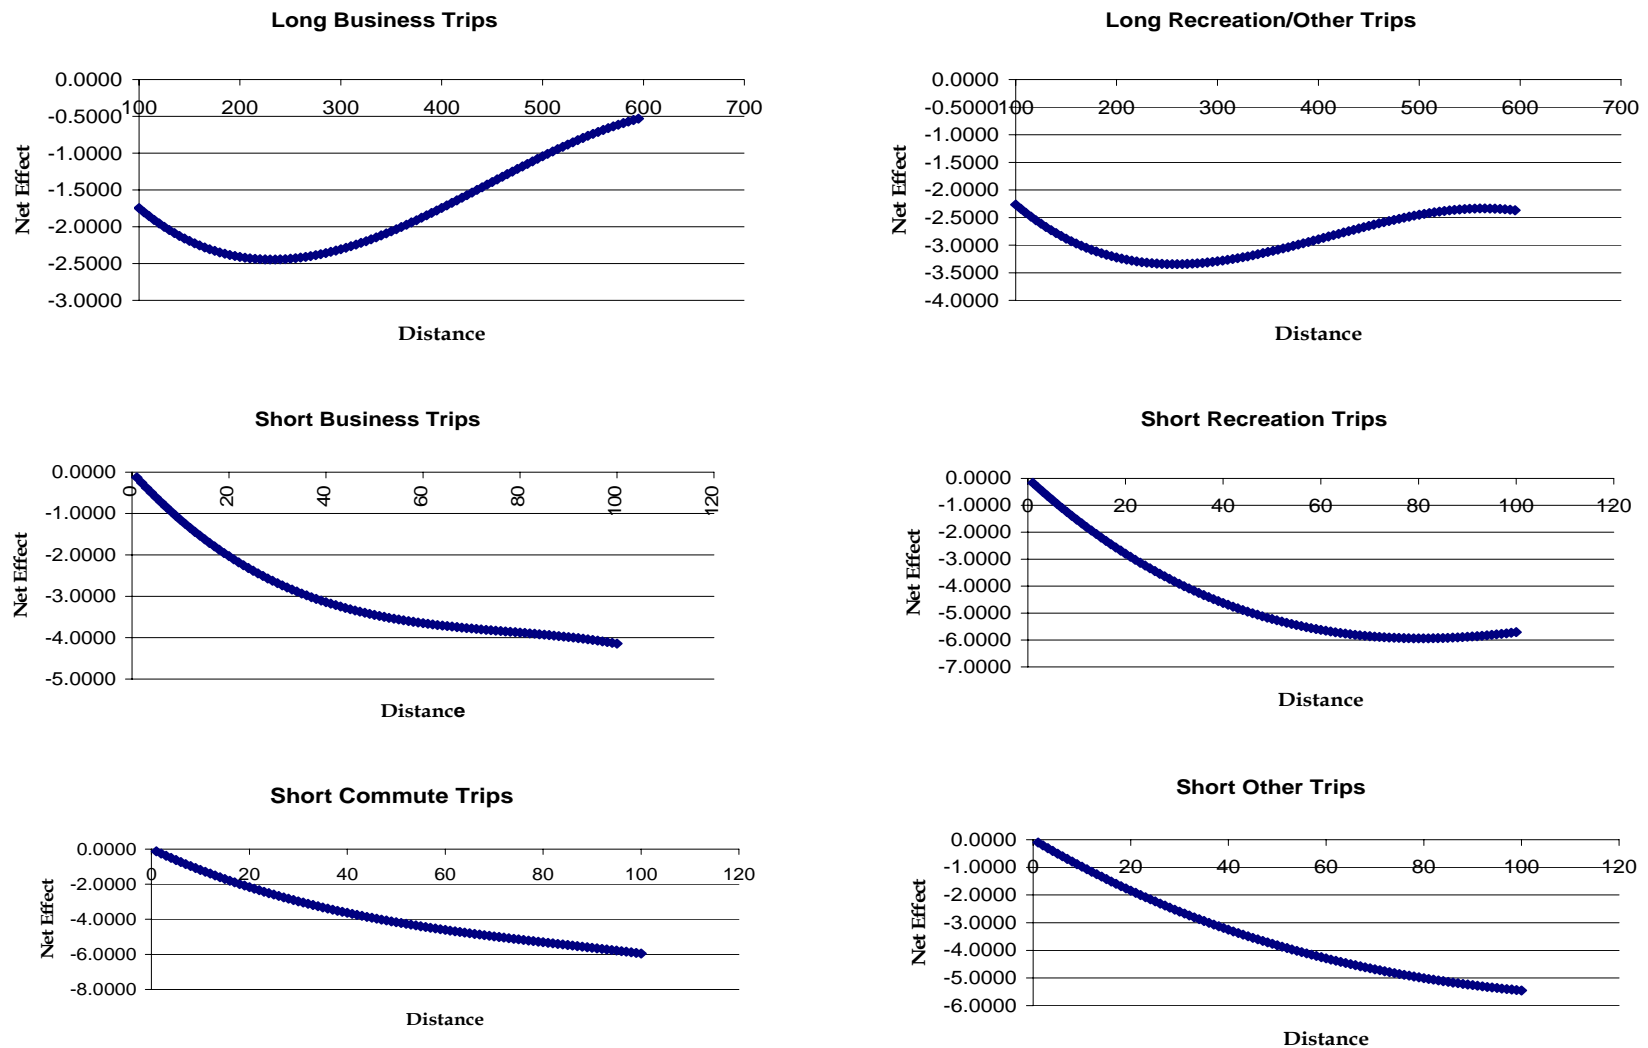 Long Business Trips
0.0000
100 200 300 400 500 600 700
-0.5000
-1.0000
-1.5000
-2.0000
-2.5000
-3.0000
Net Effect
Distance
Long Recreation/Other Trips
0.0000
-0.5000
100 200 300 400 500 600 700
-1.0000
-1.5000
-2.0000
-2.5000
-3.0000
-3.5000
-4.0000
Net Effect
Distance
Short Business Trips
0.0000
0 20 40 60 80 100 120
-1.0000
-2.0000
-3.0000
-4.0000
-5.0000
Net Effect
Distance
Short Recreation Trips
0.0000
-1.0000
0 20 40 60 80 100 120
-2.0000
-3.0000
-4.0000
-5.0000
-6.0000
-7.0000
Net Effect
Distance
Short Commute Trips
0.0000
0 20 40 60 80 100 120
-2.0000
-4.0000
-6.0000
-8.0000
Net Effect
Distance
Short Other Trips
0.0000
-1.0000
0 20 40 60 80 100 120
-2.0000
-3.0000
-4.0000
-5.0000
-6.0000
Net Effect
Distance